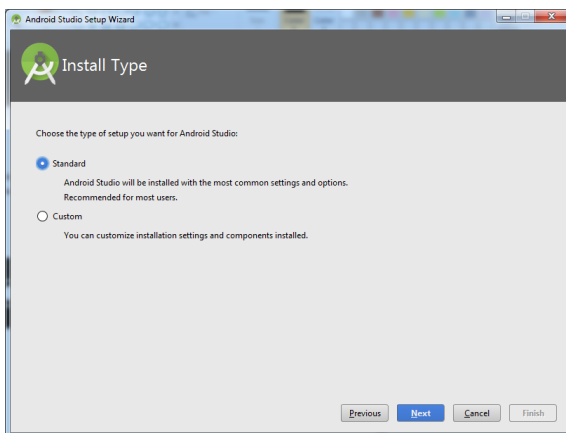 Android Studio Setup Wizard
Install Type
Choose the type of setup you want for Android Studio:
Standard
Android Studio will be installed with the most common settings and options.
Recommended for most users.
Custom
You can customize installation settings and components installed.
Previous Next Cancel Finish